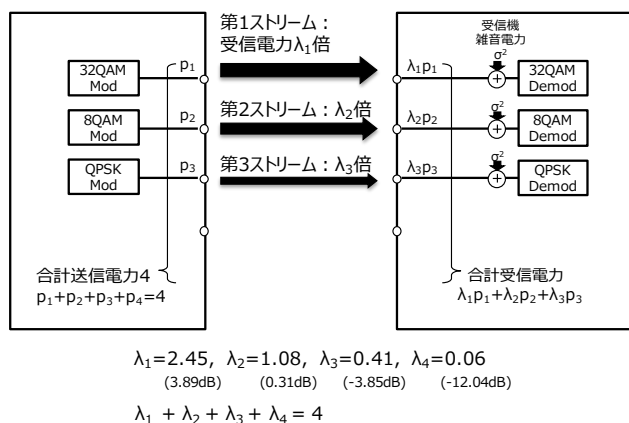 第1ストリーム：
受信電力λ₁倍
32QAM
Mod
p₁
8QAM
Mod
p₂
QPSK
Mod
p₃
第2ストリーム：λ₂倍
第3ストリーム：λ₃倍
合計送信電力4
p₁+p₂+p₃+p₄=4
受信機
雑音電力
λ₁p₁
σ²
+
32QAM
Demod
λ₂p₂
σ²
+
8QAM
Demod
λ₃p₃
σ²
+
QPSK
Demod
合計受信電力
λ₁p₁+λ₂p₂+λ₃p₃
λ₁=2.45, λ₂=1.08, λ₃=0.41, λ₄=0.06
(3.89dB) (0.31dB) (-3.85dB) (-12.04dB)
λ₁ + λ₂ + λ₃ + λ₄ = 4